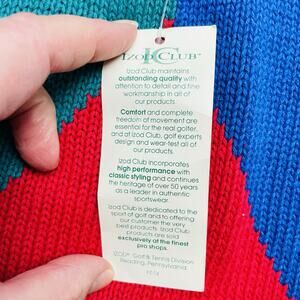 IZOD CLUB™
Izod Club maintains
outstanding quality with
attention to detail and fine
workmanship in all of
our products.
Comfort and complete
freedom of movement are
essential for the real golfer
and at Izod Club, golf experts
design and wear-test all of
our products.
Izod Club incorporates
high performance with
classic styling and continues
the heritage of over 50 years
as a leader in authentic
sportswear.
Izod Club is dedicated to the
sport of golf and to offering
our customer the very
best products. Izod Club
products are sold
exclusively at the finest
pro shops.
IZOD® Golf & Tennis Division
Reading, Pennsylvania